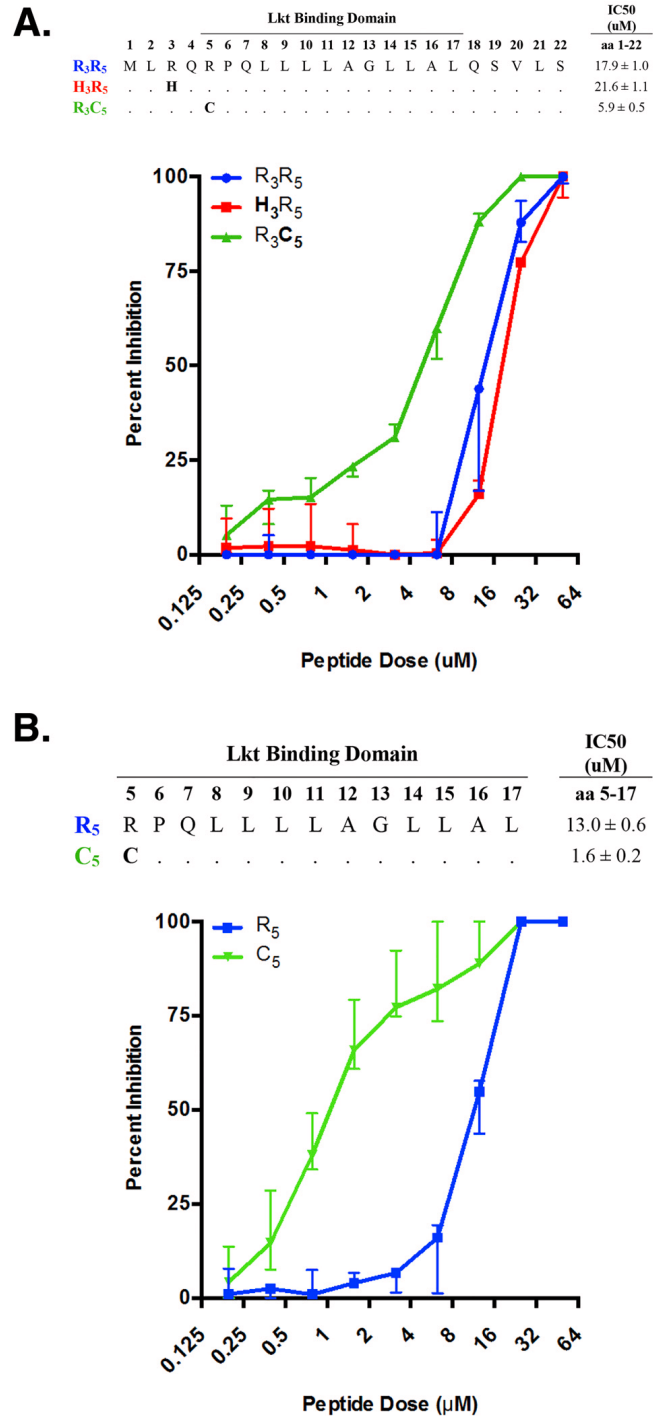 A.
Lkt Binding Domain
IC50
(uM)
1 2 3 4 5 6 7 8 9 10 11 12 13 14 15 16 17 18 19 20 21 22 aa 1-22
R3R5 M L R Q R P Q L L L L A G L L A L Q S V L S 17.9 ± 1.0
H3R5 . . H . . . . . . . . . . . . . . . . . . . 21.6 ± 1.1
R3C5 . . . . C . . . . . . . . . . . . . . . . . 5.9 ± 0.5
R3R5
H3R5
R3C5
Percent Inhibition
100
75
50
25
0
0.125 0.25 0.5 1 2 4 8 16 32 64
Peptide Dose (uM)
B.
Lkt Binding Domain
IC50
(uM)
5 6 7 8 9 10 11 12 13 14 15 16 17 aa 5-17
R5 R P Q L L L L A G L L A L 13.0 ± 0.6
C5 C . . . . . . . . . . . . 1.6 ± 0.2
R5
C5
Percent Inhibition
100
75
50
25
0
0.125 0.25 0.5 1 2 4 8 16 32 64
Peptide Dose (µM)